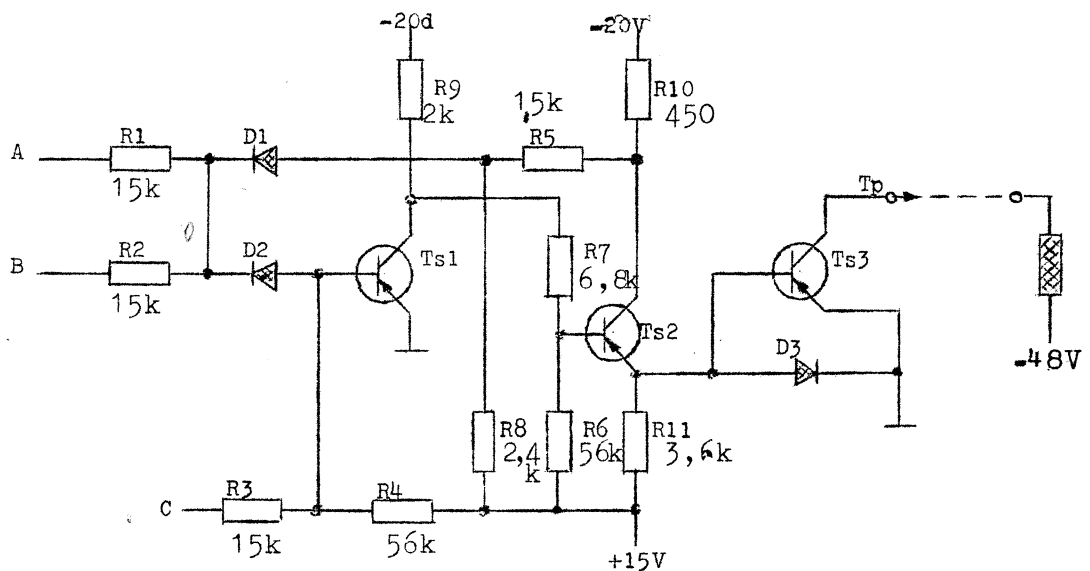 -20d
-20V
R9
2k
R10
450
1,5k
R5
A
R1
15k
D1
B
R2
15k
D2
Ts1
R7
6,8k
Ts2
Tp
Ts3
D3
-48V
R8
2,4
k
R6
56k
R11
3,6k
C
R3
15k
R4
56k
+15V